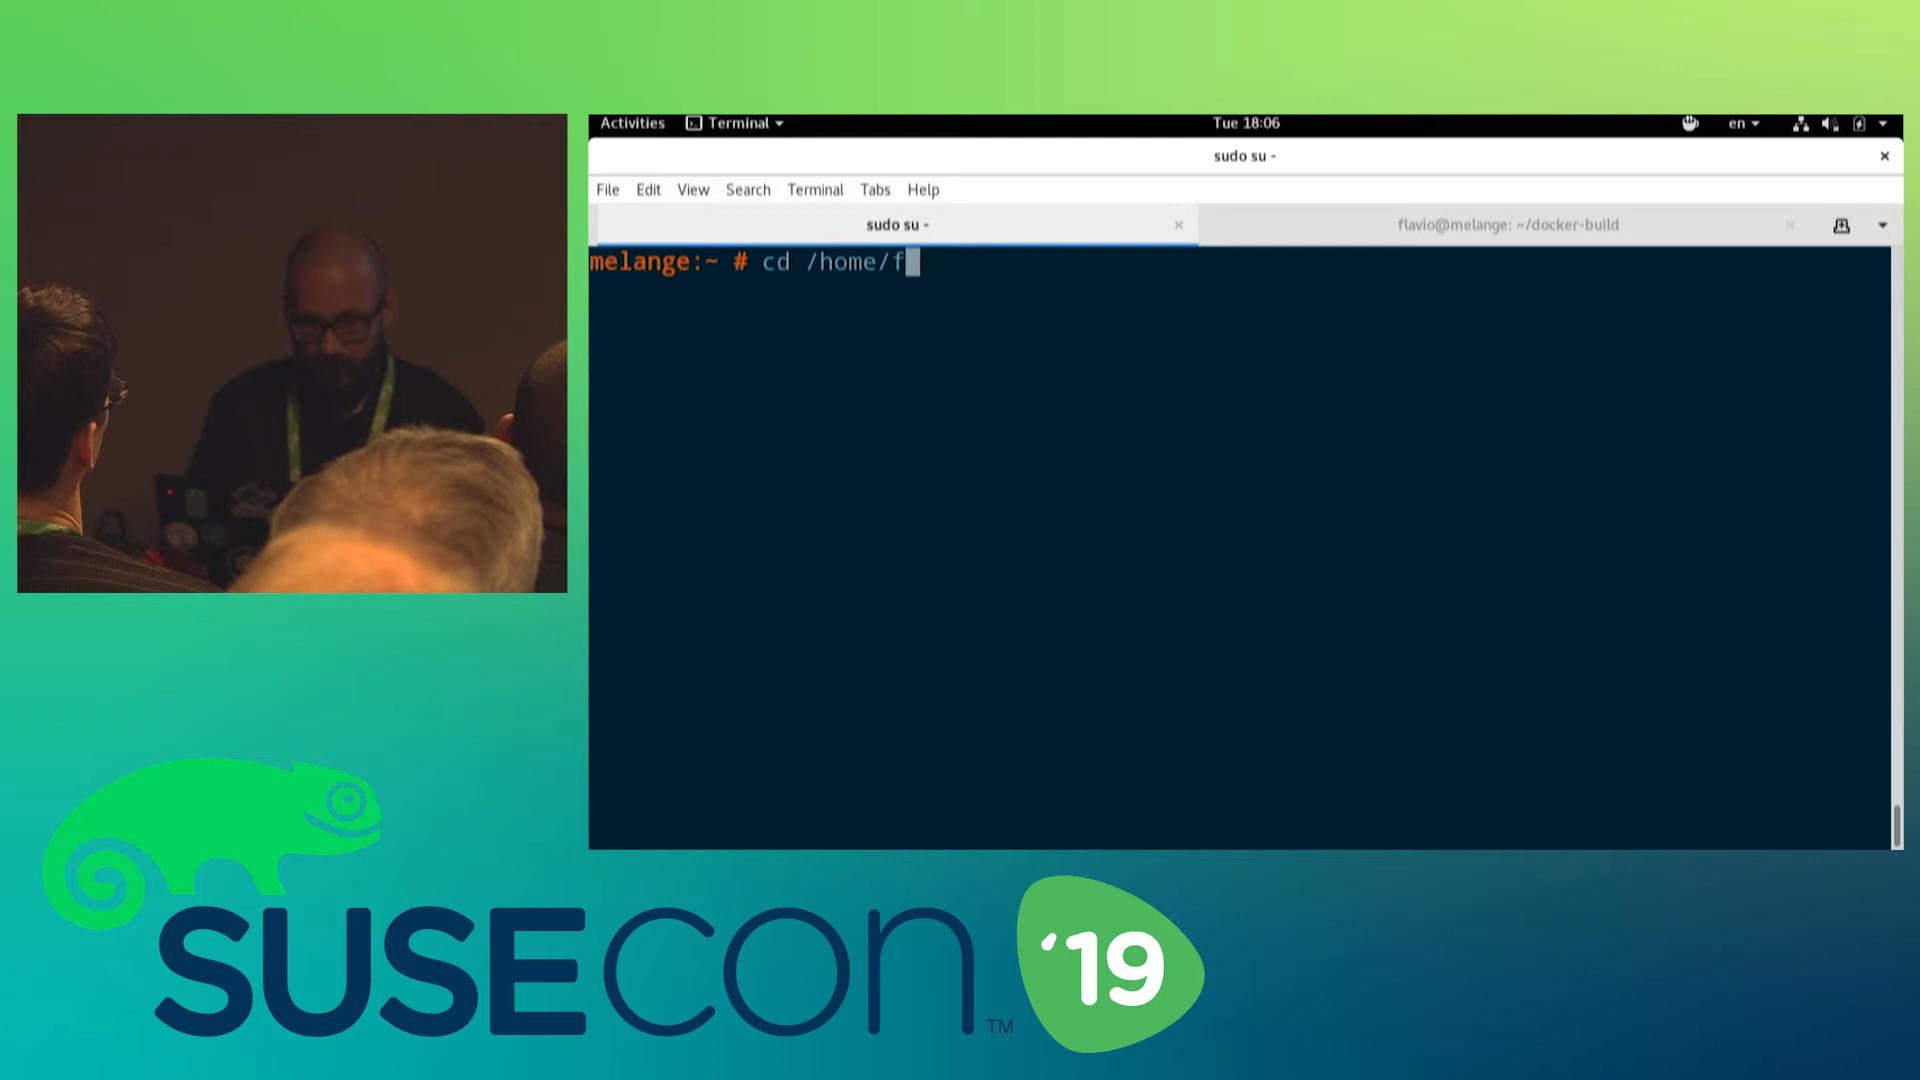 Activities Terminal Tue 18:06 en
sudo su -
File Edit View Search Terminal Tabs Help
sudo su - flavio@melange: ~/docker-build
melange:~ # cd /home/f
SUSECON TM '19